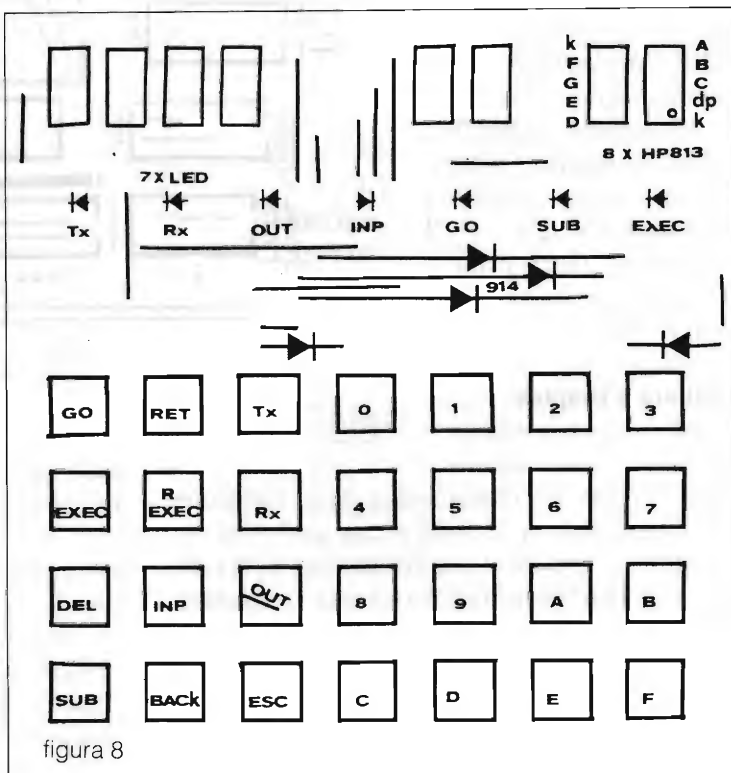 k A
F B
G C
E dp
D k
8 X HP813
7 X LED
Tx Rx OUT INP GO SUB EXEC
914
GO RET Tx 0 1 2 3
EXEC R EXEC Rx 4 5 6 7
DEL INP OUT 8 9 A B
SUB BACk ESC C D E F
figura 8